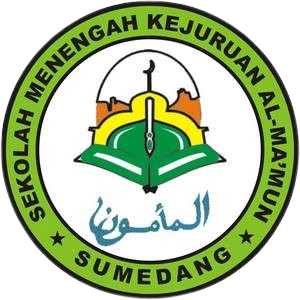 SEKOLAH MENENGAH KEJURUAN AL-MA'MUN
المأمون
SUMEDANG